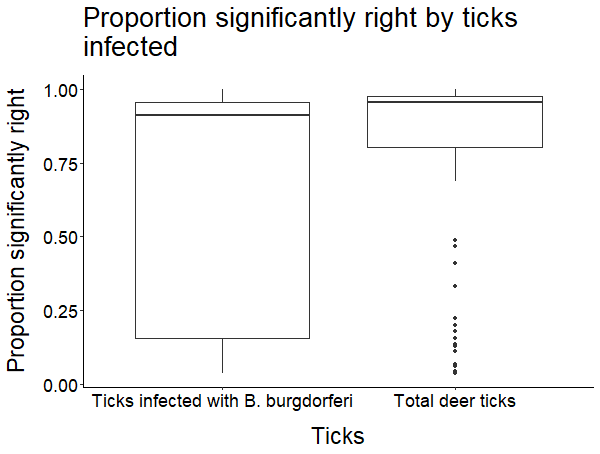 Proportion significantly right by ticks
infected
Proportion significantly right
1.00
0.75
0.50
0.25
0.00
Ticks infected with B. burgdorferi
Total deer ticks
Ticks